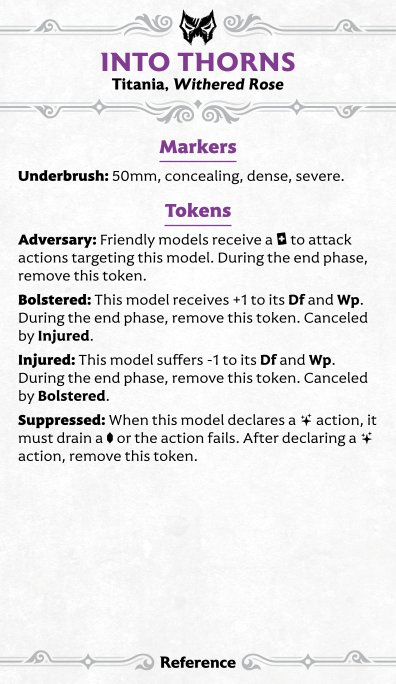 INTO THORNS
Titania, Withered Rose
Markers
Underbrush: 50mm, concealing, dense, severe.
Tokens
Adversary: Friendly models receive a to attack
actions targeting this model. During the end phase,
remove this token.
Bolstered: This model receives +1 to its Df and Wp.
During the end phase, remove this token. Canceled
by Injured.
Injured: This model suffers -1 to its Df and Wp.
During the end phase, remove this token. Canceled
by Bolstered.
Suppressed: When this model declares a action, it
must drain a or the action fails. After declaring a
action, remove this token.
Reference